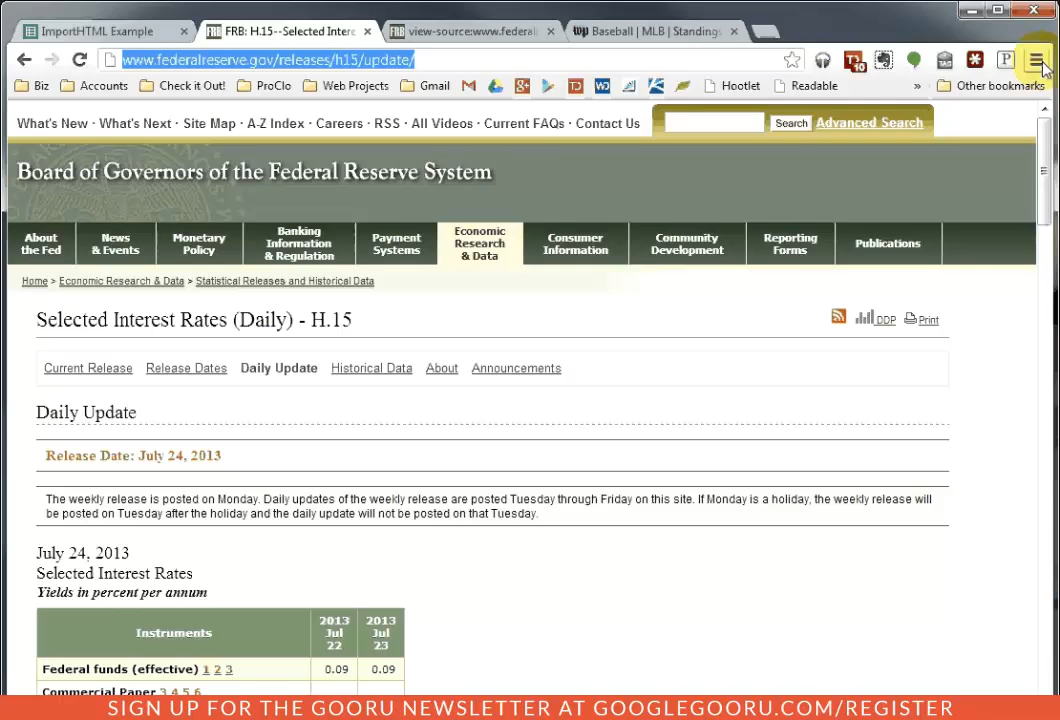 ImportHTML Example
FRB: H.15--Selected Intere
view-source:www.federal
Baseball | MLB | Standings
www.federalreserve.gov/releases/h15/update/
Biz
Accounts
Check it Out!
ProClo
Web Projects
Gmail
Hootlet
Readable
» Other bookmarks
What's New · What's Next · Site Map · A-Z Index · Careers · RSS · All Videos · Current FAQs · Contact Us
Search
Advanced Search
Board of Governors of the Federal Reserve System
About
the Fed
News
& Events
Monetary
Policy
Banking
Information
& Regulation
Payment
Systems
Economic
Research
& Data
Consumer
Information
Community
Development
Reporting
Forms
Publications
Home > Economic Research & Data > Statistical Releases and Historical Data
Selected Interest Rates (Daily) - H.15
DDP
Print
Current Release
Release Dates
Daily Update
Historical Data
About
Announcements
Daily Update
Release Date: July 24, 2013
The weekly release is posted on Monday. Daily updates of the weekly release are posted Tuesday through Friday on this site. If Monday is a holiday, the weekly release will
be posted on Tuesday after the holiday and the daily update will not be posted on that Tuesday.
July 24, 2013
Selected Interest Rates
Yields in percent per annum
Instruments
2013
Jul
22
2013
Jul
23
Federal funds (effective) 1 2 3
0.09
0.09
Commercial Paper 3 4 5 6
SIGN UP FOR THE GOORU NEWSLETTER AT GOOGLEGOORU.COM/REGISTER